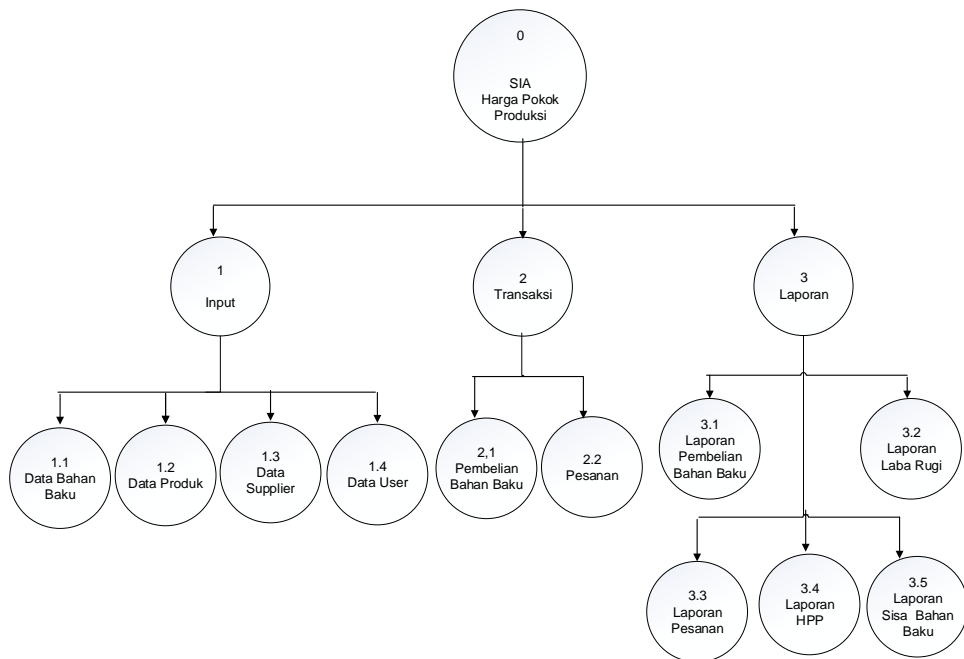 0
SIA
Harga Pokok
Produksi
1
Input
2
Transaksi
3
Laporan
1.1
Data Bahan
Baku
1.2
Data Produk
1.3
Data
Supplier
1.4
Data User
2,1
Pembelian
Bahan Baku
2.2
Pesanan
3.1
Laporan
Pembelian
Bahan Baku
3.2
Laporan
Laba Rugi
3.3
Laporan
Pesanan
3.4
Laporan
HPP
3.5
Laporan
Sisa Bahan
Baku